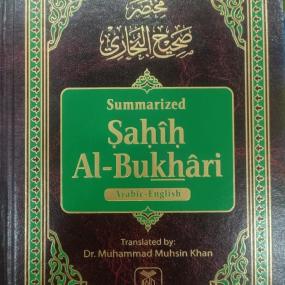 مختصر
صحيح البخاري
Summarized
Ṣaḥîḥ
Al-Bukhâri
Arabic-English
Translated by:
Dr. Muhammad Muhsin Khan